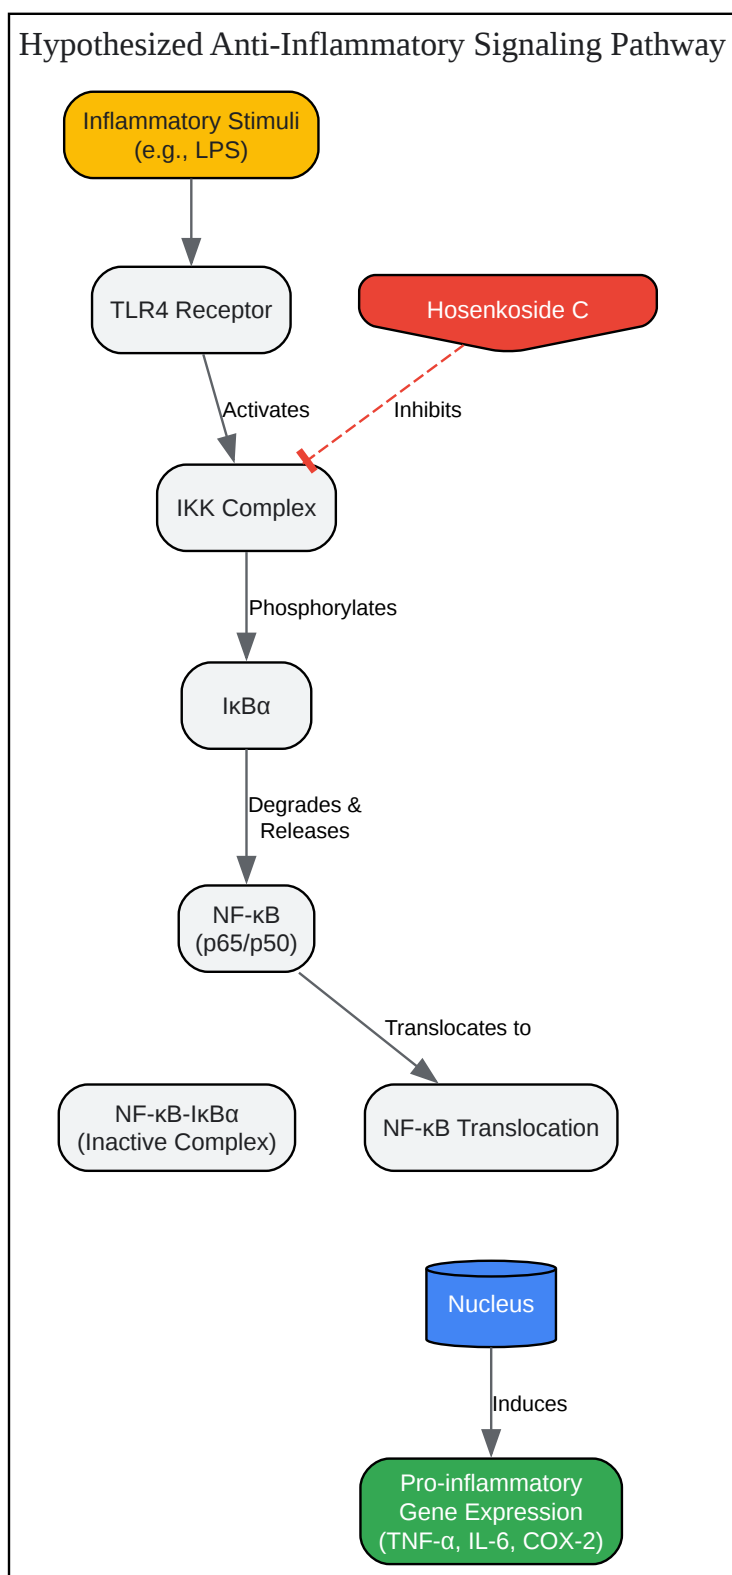 Hypothesized Anti-Inflammatory Signaling Pathway
Inflammatory Stimuli
(e.g., LPS)
TLR4 Receptor
Hosenkoside C
Activates
Inhibits
IKK Complex
Phosphorylates
IκBα
Degrades &
Releases
NF-κB
(p65/p50)
Translocates to
NF-κB-IκBα
(Inactive Complex)
NF-κB Translocation
Nucleus
Induces
Pro-inflammatory
Gene Expression
(TNF-α, IL-6, COX-2)